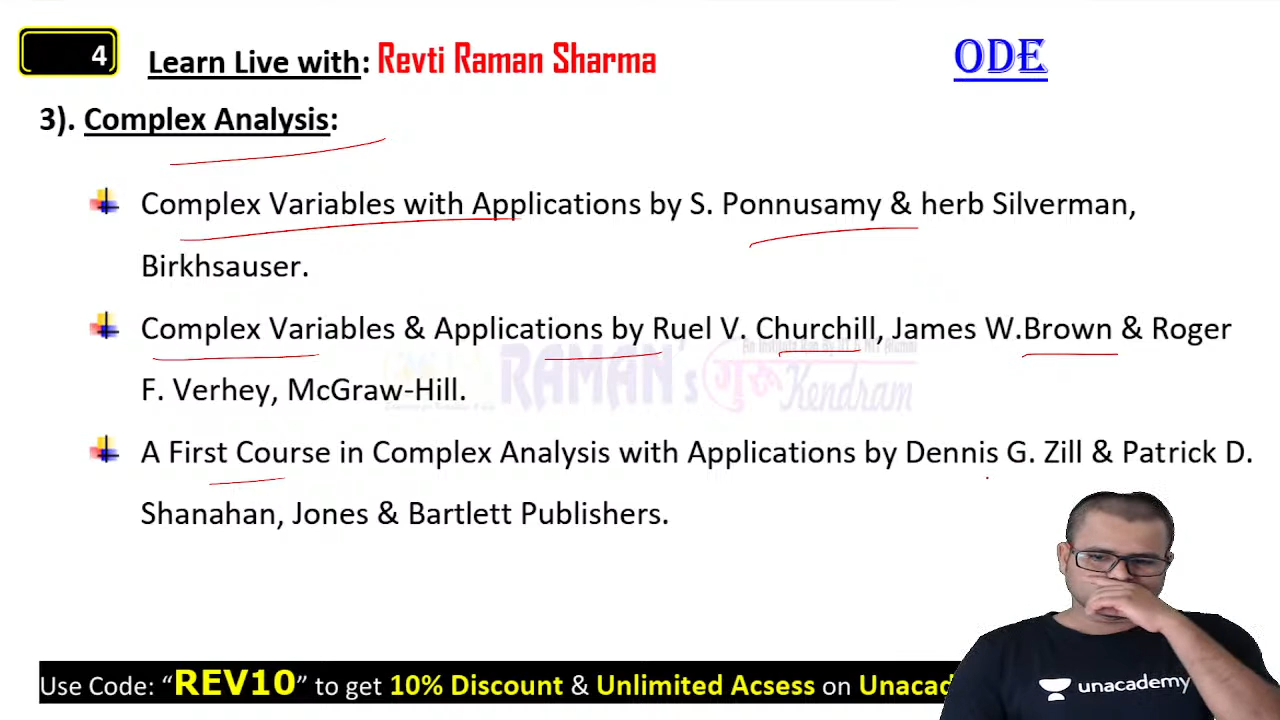 4
Learn Live with: Revti Raman Sharma
ODE
3). Complex Analysis:
Complex Variables with Applications by S. Ponnusamy & herb Silverman,
Birkhsauser.
Complex Variables & Applications by Ruel V. Churchill, James W.Brown & Roger
F. Verhey, McGraw-Hill.
RAMAN's गुरू Kendram
A First Course in Complex Analysis with Applications by Dennis G. Zill & Patrick D.
Shanahan, Jones & Bartlett Publishers.
unacademy
Use Code: “REV10” to get 10% Discount & Unlimited Acsess on Unacad